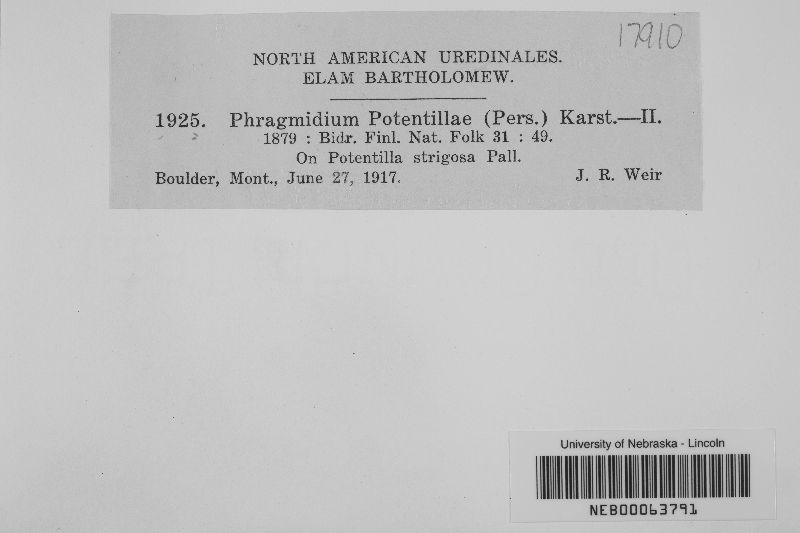 17910
NORTH AMERICAN UREDINALES.
ELAM BARTHOLOMEW.
1925. Phragmidium Potentillae (Pers.) Karst.—II.
1879 : Bidr. Finl. Nat. Folk 31 : 49.
On Potentilla strigosa Pall.
Boulder, Mont., June 27, 1917. J. R. Weir
University of Nebraska - Lincoln
NEB00063791